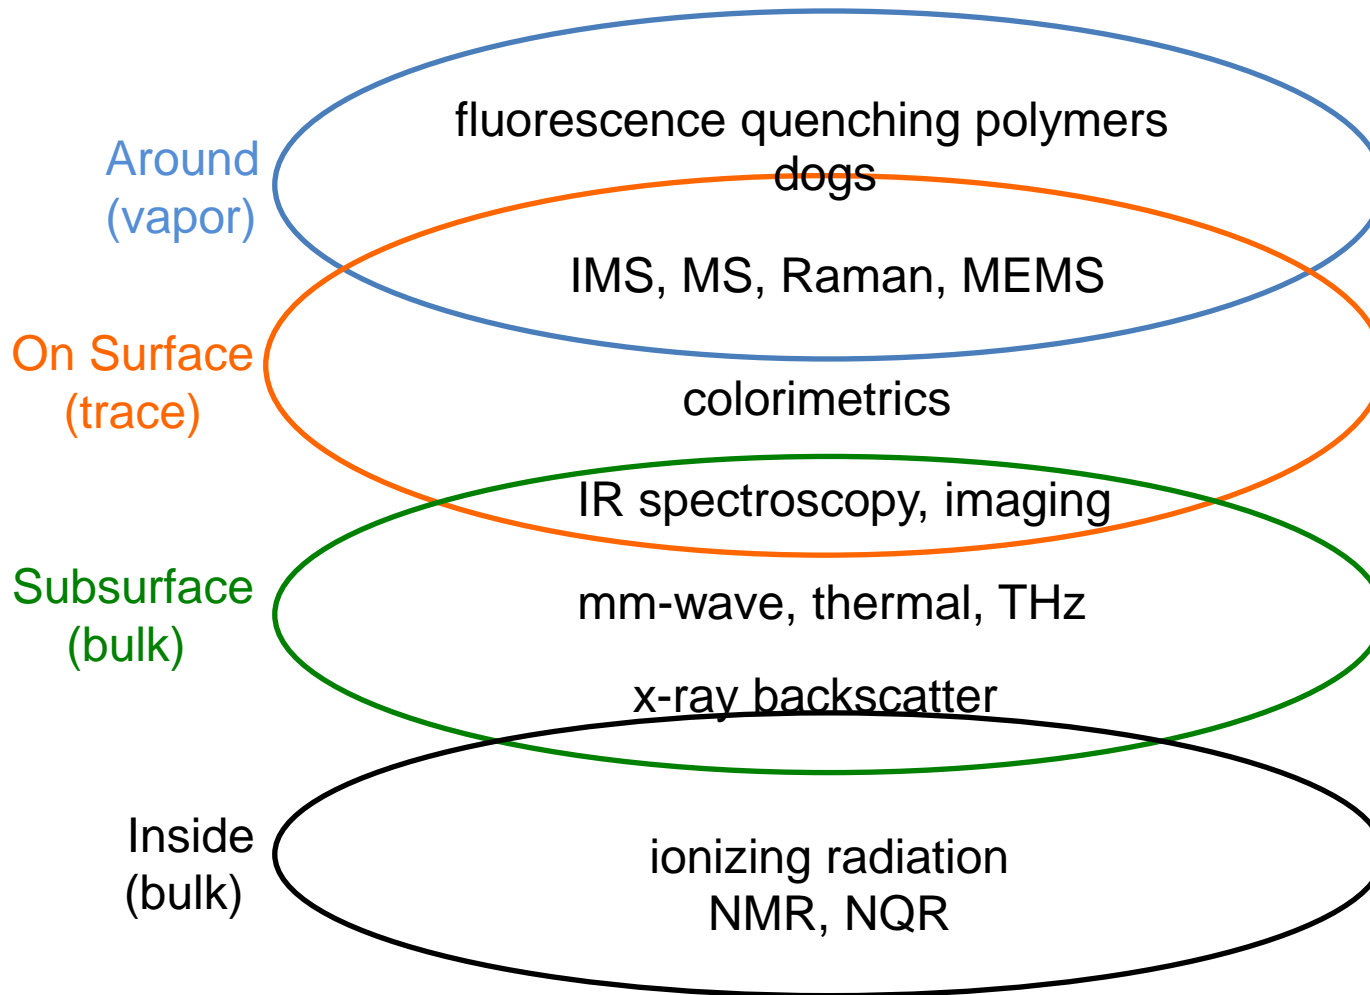 fluorescence quenching polymers
dogs
Around
(vapor)
IMS, MS, Raman, MEMS
On Surface
(trace)
colorimetrics
IR spectroscopy, imaging
Subsurface
(bulk)
mm-wave, thermal, THz
x-ray backscatter
Inside
(bulk)
ionizing radiation
NMR, NQR